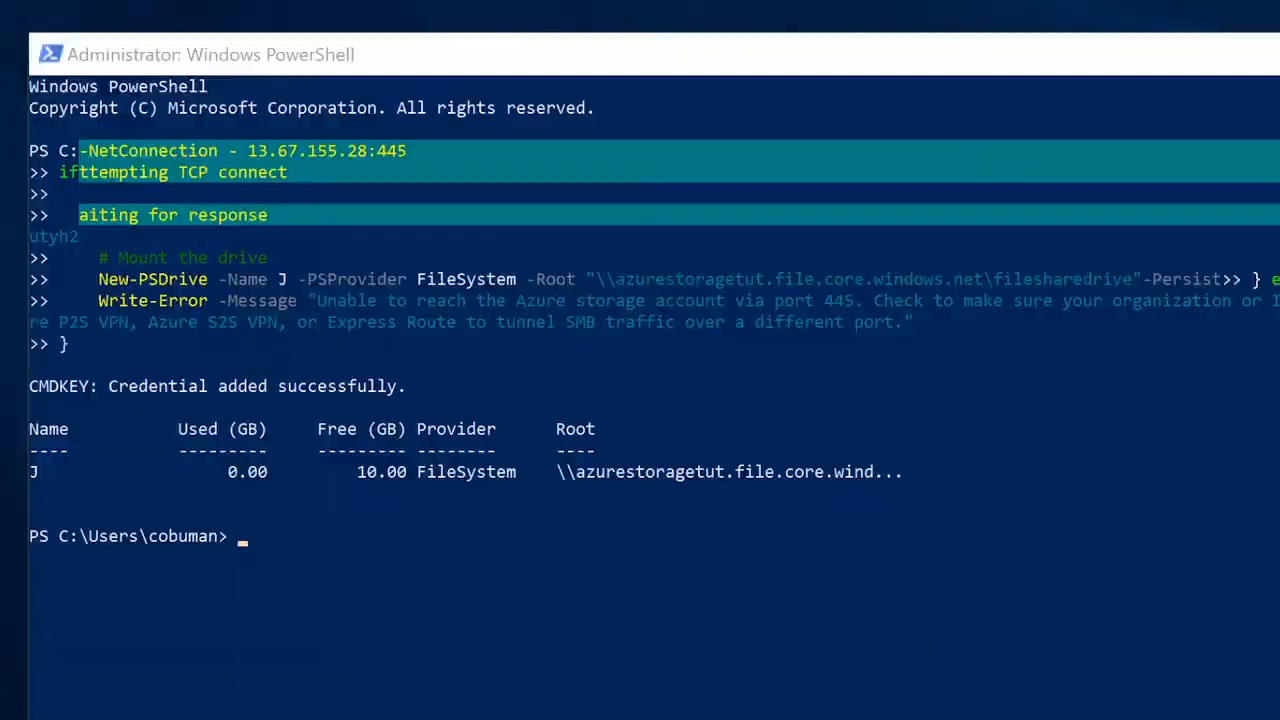 Administrator: Windows PowerShell
Windows PowerShell
Copyright (C) Microsoft Corporation. All rights reserved.
PS C:-NetConnection - 13.67.155.28:445
>> ifttempting TCP connect
>>
>> aiting for response
utyh2
>> # Mount the drive
>> New-PSDrive -Name J -PSProvider FileSystem -Root "\\azurestoragetut.file.core.windows.net\filesharedrive"-Persist>> } e
>> Write-Error -Message "Unable to reach the Azure storage account via port 445. Check to make sure your organization or I
re P2S VPN, Azure S2S VPN, or Express Route to tunnel SMB traffic over a different port."
>> }
CMDKEY: Credential added successfully.
Name Used (GB) Free (GB) Provider Root
---- --------- --------- -------- ----
J 0.00 10.00 FileSystem \\azurestoragetut.file.core.wind...
PS C:\Users\cobuman>